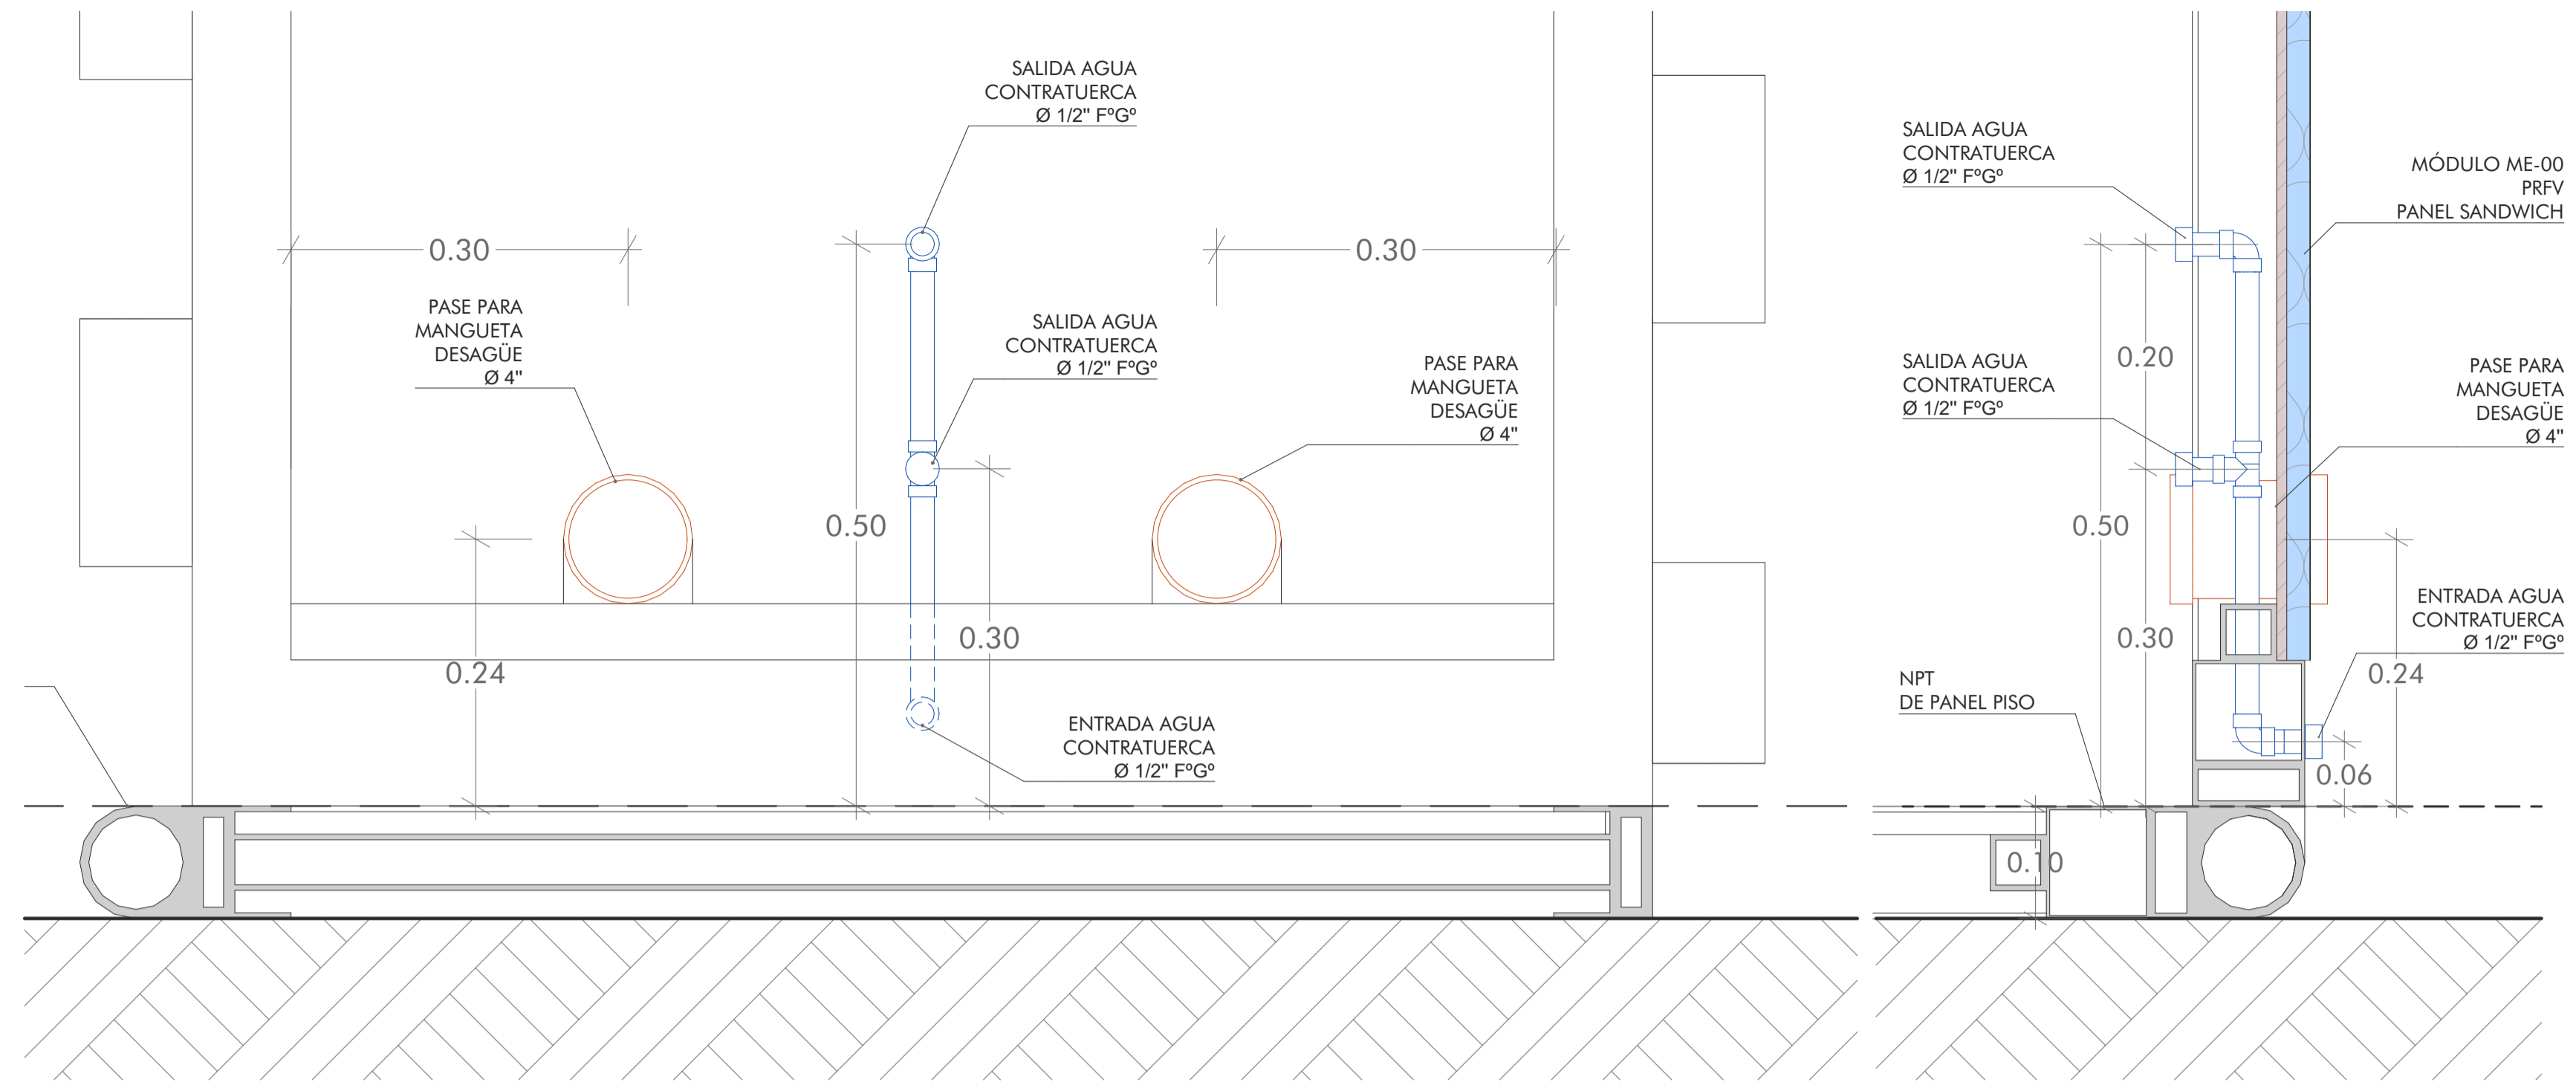 SALIDA AGUA
CONTRATUERCA
Ø 1/2" FºGº
0.30
0.30
PASE PARA
MANGUETA
DESAGÜE
Ø 4"
SALIDA AGUA
CONTRATUERCA
Ø 1/2" FºGº
PASE PARA
MANGUETA
DESAGÜE
Ø 4"
0.50
0.30
0.24
ENTRADA AGUA
CONTRATUERCA
Ø 1/2" FºGº
SALIDA AGUA
CONTRATUERCA
Ø 1/2" FºGº
MÓDULO ME-00
PRFV
PANEL SANDWICH
0.20
SALIDA AGUA
CONTRATUERCA
Ø 1/2" FºGº
PASE PARA
MANGUETA
DESAGÜE
Ø 4"
0.50
ENTRADA AGUA
CONTRATUERCA
Ø 1/2" FºGº
0.30
0.24
NPT
DE PANEL PISO
0.06
0.10